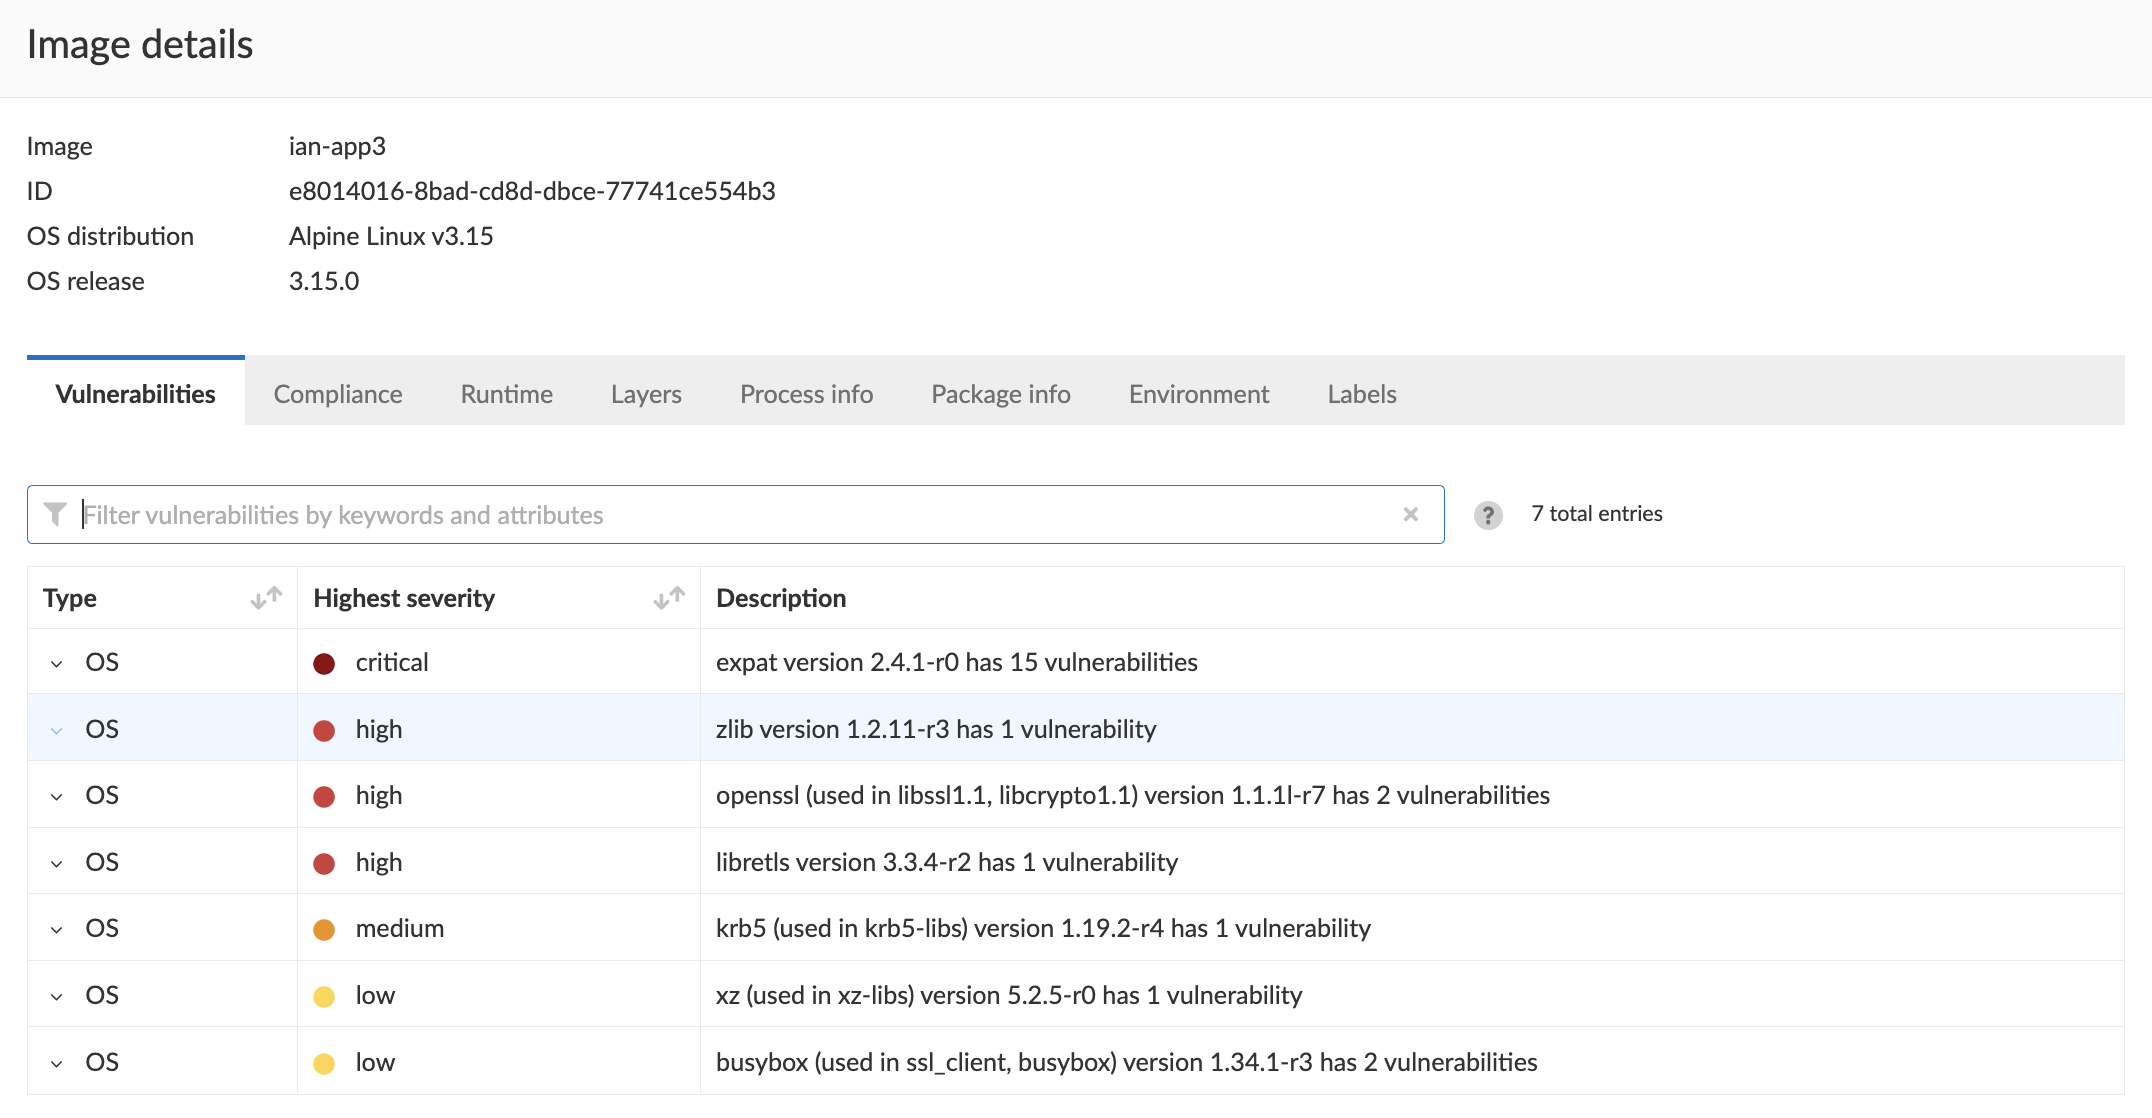 Image details
Image ian-app3
ID e8014016-8bad-cd8d-dbce-77741ce554b3
OS distribution Alpine Linux v3.15
OS release 3.15.0
Vulnerabilities Compliance Runtime Layers Process info Package info Environment Labels
Filter vulnerabilities by keywords and attributes × ? 7 total entries
Type Highest severity Description
OS critical expat version 2.4.1-r0 has 15 vulnerabilities
OS high zlib version 1.2.11-r3 has 1 vulnerability
OS high openssl (used in libssl1.1, libcrypto1.1) version 1.1.1l-r7 has 2 vulnerabilities
OS high libretls version 3.3.4-r2 has 1 vulnerability
OS medium krb5 (used in krb5-libs) version 1.19.2-r4 has 1 vulnerability
OS low xz (used in xz-libs) version 5.2.5-r0 has 1 vulnerability
OS low busybox (used in ssl_client, busybox) version 1.34.1-r3 has 2 vulnerabilities